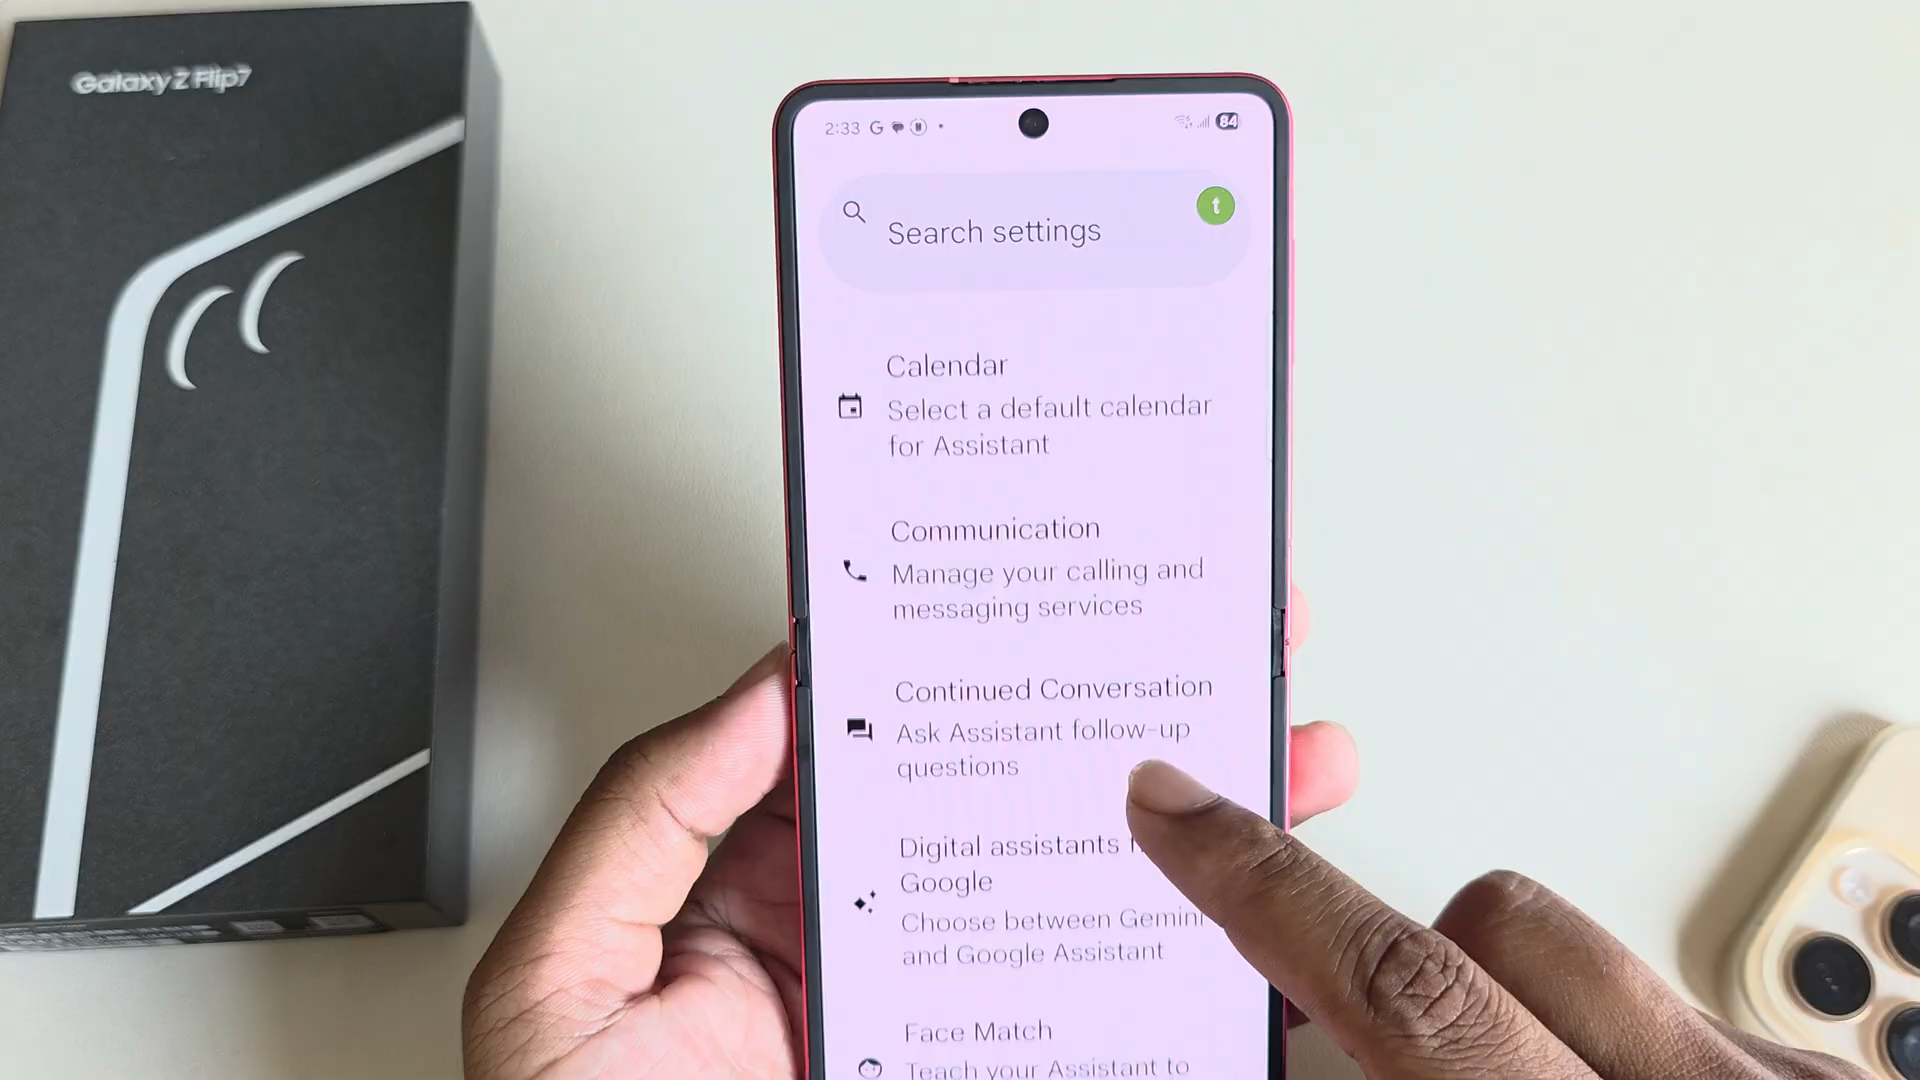 Galaxy Z Flip7
2:33 G
84
Search settings
t
Calendar
Select a default calendar
for Assistant
Communication
Manage your calling and
messaging services
Continued Conversation
Ask Assistant follow-up
questions
Digital assistants
Google
Choose between Gemini
and Google Assistant
Face Match
Teach your Assistant to